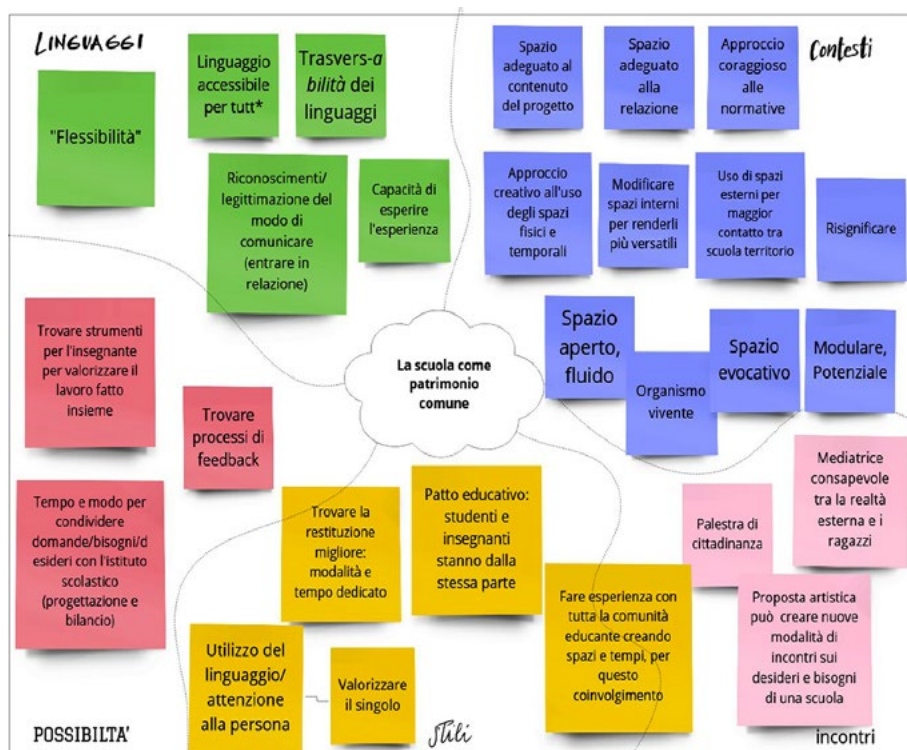 LINGUAGGI
"Flessibilità"
Linguaggio
accessibile
per tutt*
Trasvers-a
bilità dei
linguaggi
Riconoscimenti/
legittimazione del
modo di
comunicare
(entrare in
relazione)
Capacità di
esperire
l'esperienza
Contesti
Spazio
adeguato al
contenuto
del progetto
Spazio
adeguato
alla
relazione
Approccio
coraggioso
alle
normative
Approccio
creativo all'uso
degli spazi
fisici e
temporali
Modificare
spazi interni
per renderli
più versatili
Uso di spazi
esterni per
maggior
contatto tra
scuola territorio
Risignificare
Spazio
aperto,
fluido
Organismo
vivente
Spazio
evocativo
Modulare,
Potenziale
La scuola come
patrimonio
comune
Trovare strumenti
per l'insegnante
per valorizzare il
lavoro fatto
insieme
Trovare
processi di
feedback
Tempo e modo per
condividere
domande/bisogni/d
esideri con l'istituto
scolastico
(progettazione e
bilancio)
POSSIBILTA'
Trovare la
restituzione
migliore:
modalità e
tempo dedicato
Patto educativo:
studenti e
insegnanti
stanno dalla
stessa parte
Utilizzo del
linguaggio/
attenzione
alla persona
Valorizzare
il singolo
Fare esperienza con
tutta la comunità
educante creando
spazi e tempi, per
questo
coinvolgimento
Stili
Palestra di
cittadinanza
Mediatrice
consapevole
tra la realtà
esterna e i
ragazzi
Proposta artistica
può creare nuove
modalità di
incontri sui
desideri e bisogni
di una scuola
incontri